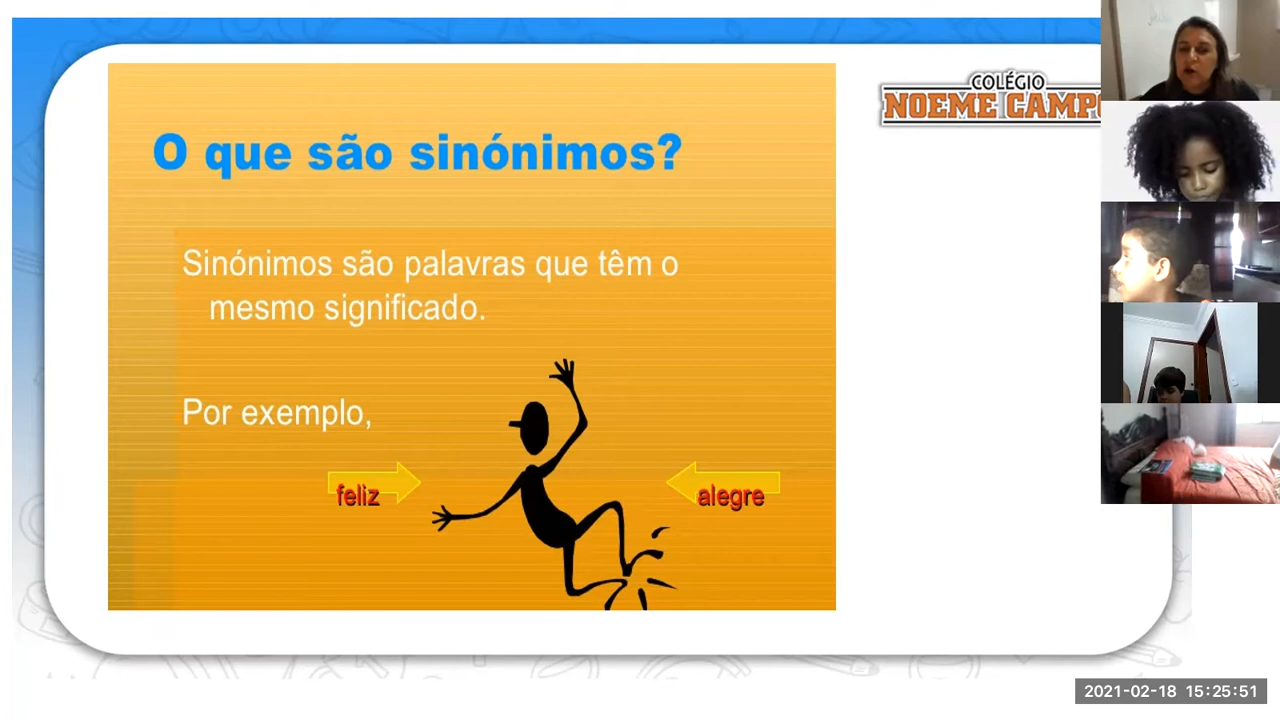 COLÉGIO
NOEME CAMPO
O que são sinónimos?
Sinónimos são palavras que têm o
mesmo significado.
Por exemplo,
feliz
alegre
2021-02-18 15:25:51